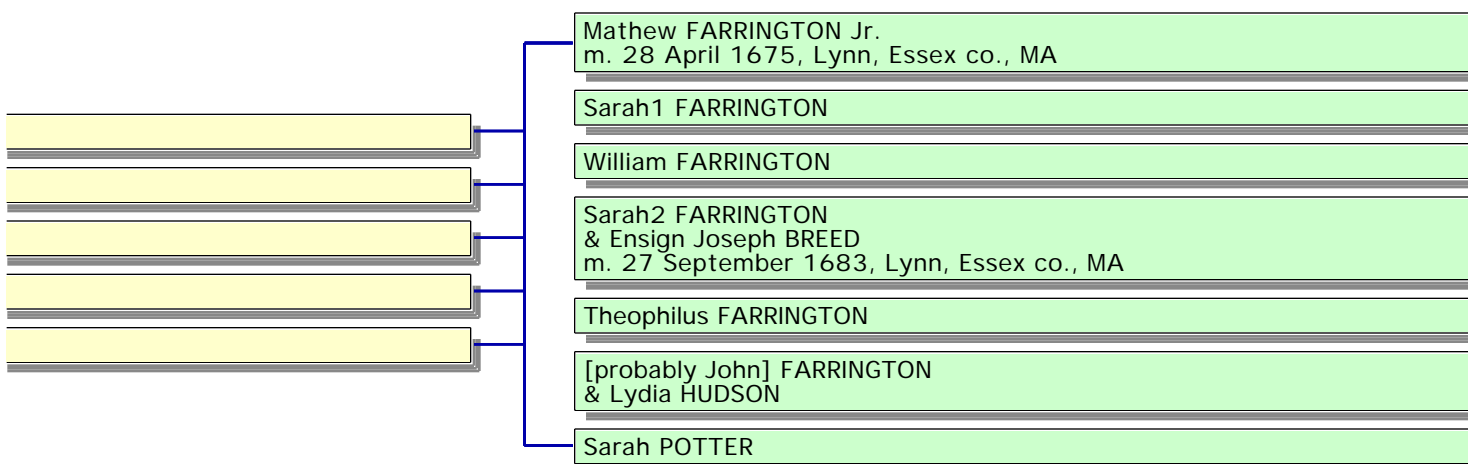 Mathew FARRINGTON Jr.
m. 28 April 1675, Lynn, Essex co., MA
Sarah1 FARRINGTON
William FARRINGTON
Sarah2 FARRINGTON
& Ensign Joseph BREED
m. 27 September 1683, Lynn, Essex co., MA
Theophilus FARRINGTON
[probably John] FARRINGTON
& Lydia HUDSON
Sarah POTTER